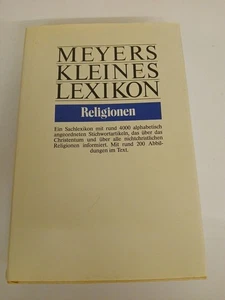 MEYERS
KLEINES
LEXIKON
Religionen
Ein Sachlexikon mit rund 4000 alphabetisch
angeordneten Stichwortartikeln, das über das
Christentum und über alle nichtchristlichen
Religionen informiert. Mit rund 200 Abbil-
dungen im Text.